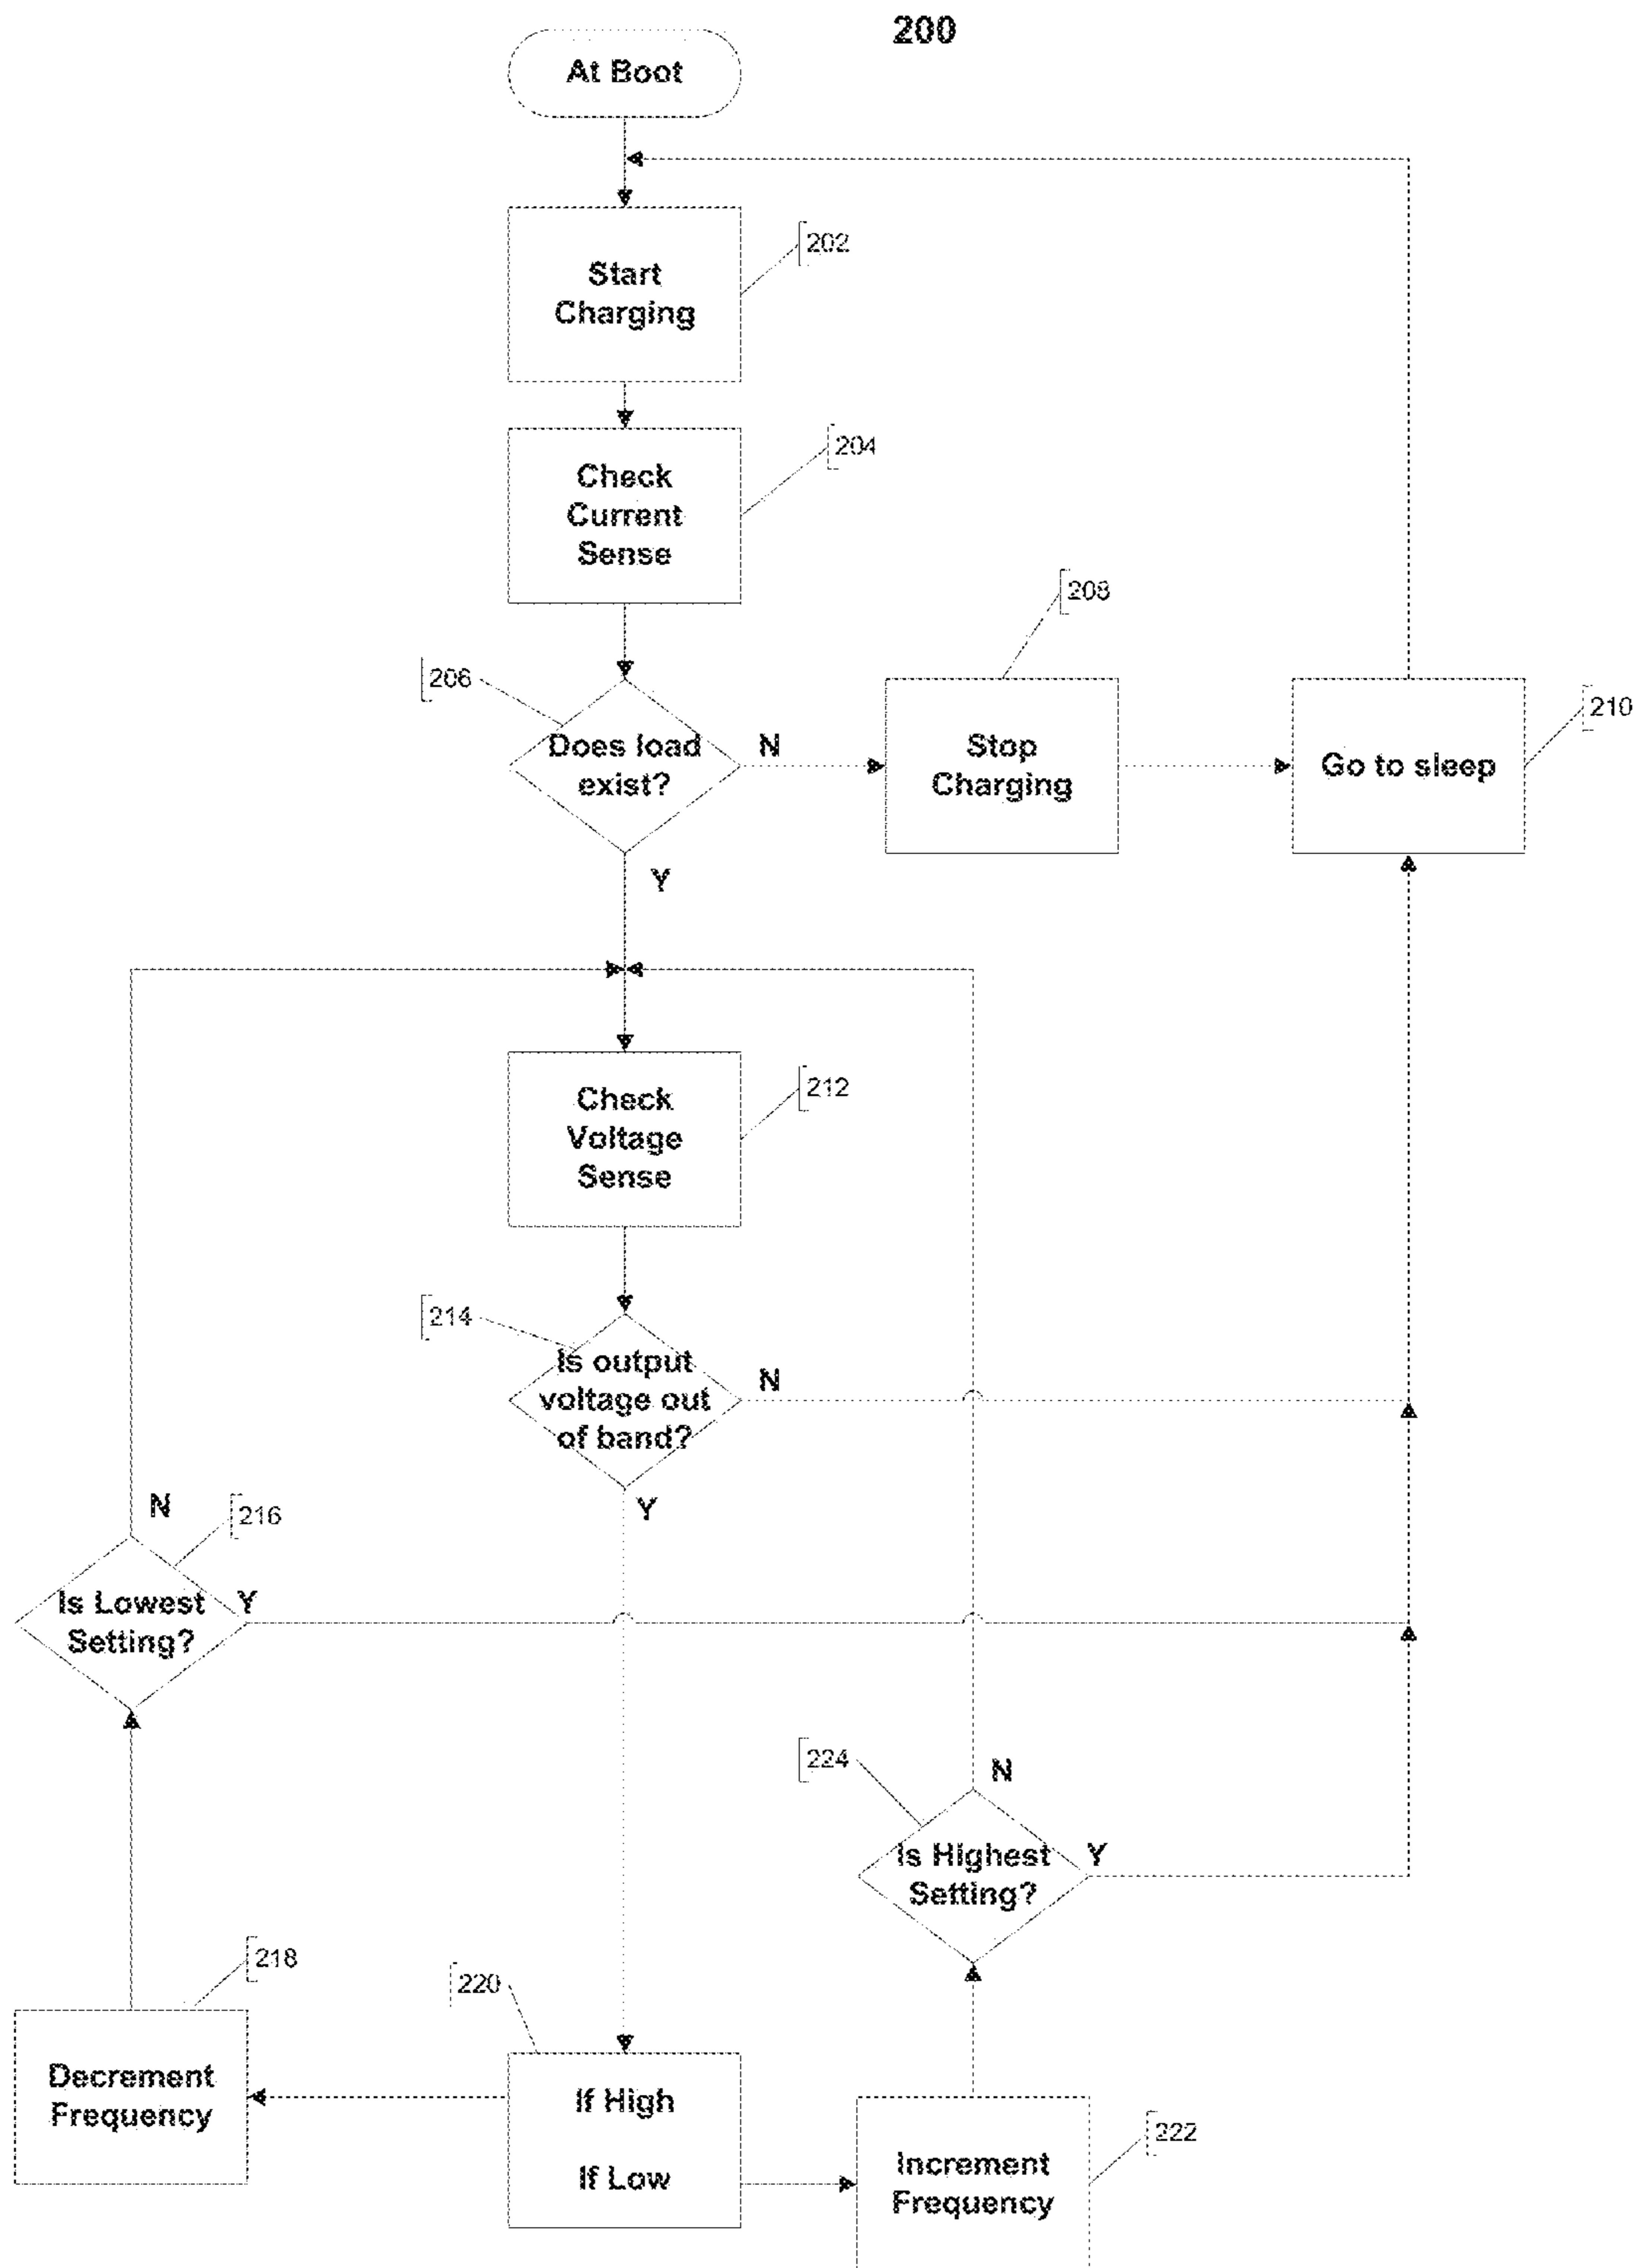 200
At Boot
Start
Charging
202
Check
Current
Sense
204
206
Does load
exist?
N
Y
208
Stop
Charging
Go to sleep
210
Check
Voltage
Sense
212
214
Is output
voltage out
of band?
N
Y
N
216
Is Lowest
Setting?
Y
224
N
Is Highest
Setting?
Y
218
Decrement
Frequency
220
If High
If Low
Increment
Frequency
222